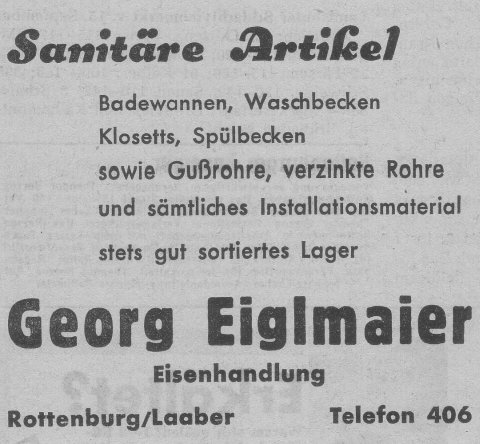 Sanitäre Artikel
Badewannen, Waschbecken
Klosetts, Spülbecken
sowie Gußrohre, verzinkte Rohre
und sämtliches Installationsmaterial
stets gut sortiertes Lager
Georg Eiglmaier
Eisenhandlung
Rottenburg/Laaber Telefon 406